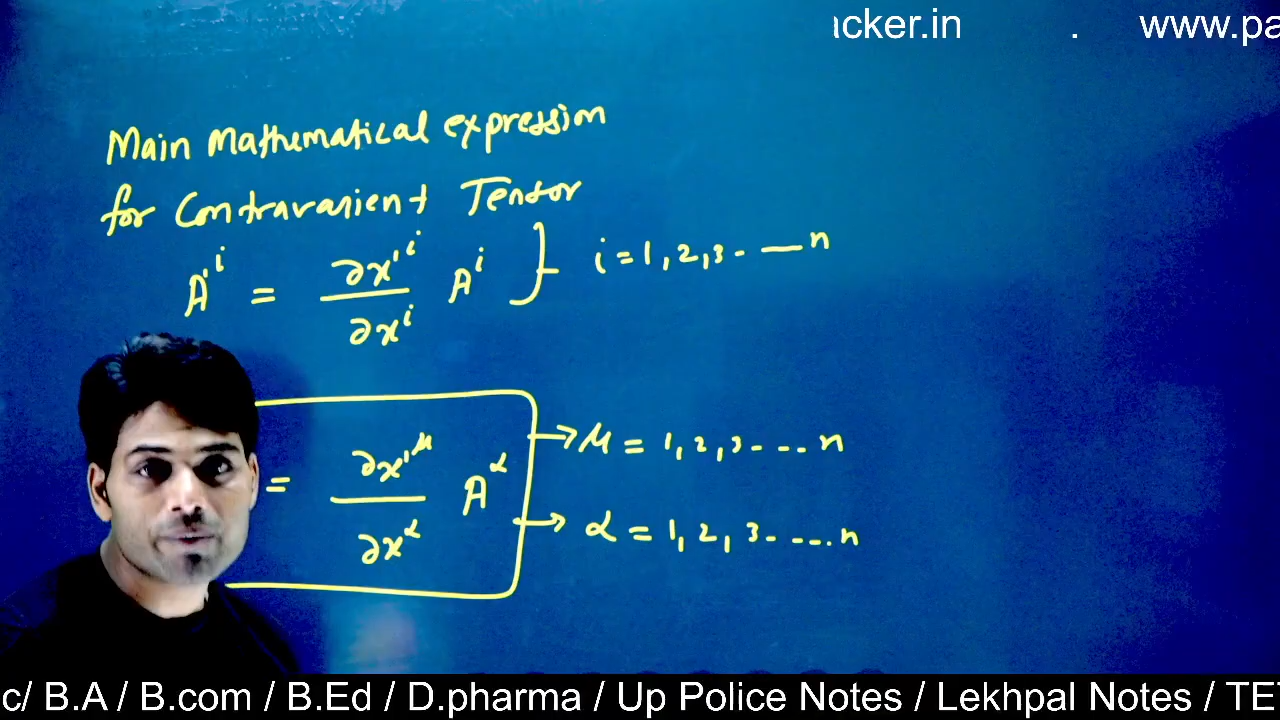 acker.in . www.pa
Main Mathematical expression
for Contravarient Tensor
A'^i = ∂x'^i / ∂x^i A^i } i = 1, 2, 3 - — n
= ∂x'^μ / ∂x^α A^α
→ μ = 1, 2, 3 - - .. n
→ α = 1, 2, 3 - - ... n
c/ B.A / B.com / B.Ed / D.pharma / Up Police Notes / Lekhpal Notes / TE